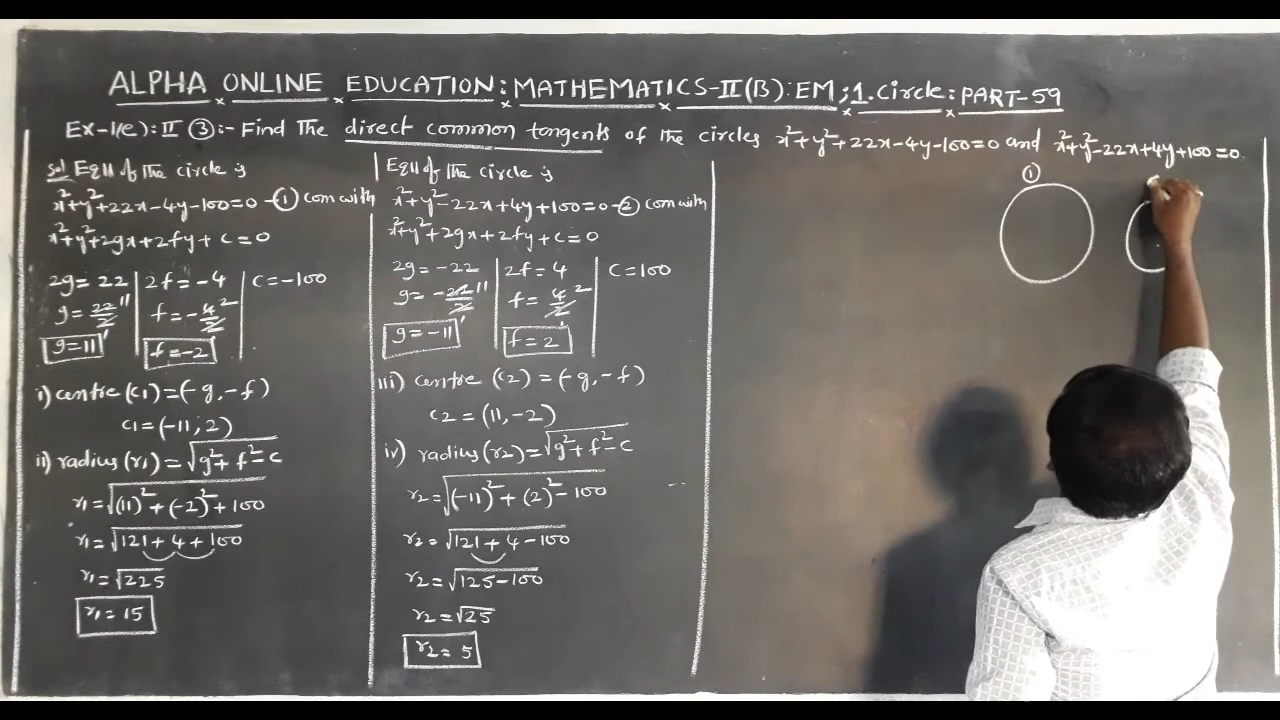 ALPHA ONLINE EDUCATION: MATHEMATICS-II(B): EM; 1. Circle: PART-59
Ex-1(e): II ③:- Find The direct common tangents of the circles x²+y²+22x-4y-100=0 and x²+y²-22x+4y+100=0
sol Equ of the circle is
x²+y²+22x-4y-100=0 -① com with
x²+y²+2gx+2fy+c=0
2g=22 | 2f=-4 | c=-100
g=22/2 11 | f=-4/2 2
g=11 | f=-2
i) centre (c1)=(-g,-f)
c1=(-11,2)
ii) radius (r1)=√g²+f²-c
r1=√(11)²+(-2)²+100
r1=√121+4+100
r1=√225
r1=15
Equ of the circle is
x²+y²-22x+4y+100=0-② com with
x²+y²+2gx+2fy+c=0
2g=-22 | 2f=4 | c=100
g=-22/2 11 | f=4/2 2
g=-11 | f=2
iii) centre (c2)=(-g,-f)
c2=(11,-2)
iv) radius (r2)=√g²+f²-c
r2=√(-11)²+(2)²-100
r2=√121+4-100
r2=√125-100
r2=√25
r2=5
①